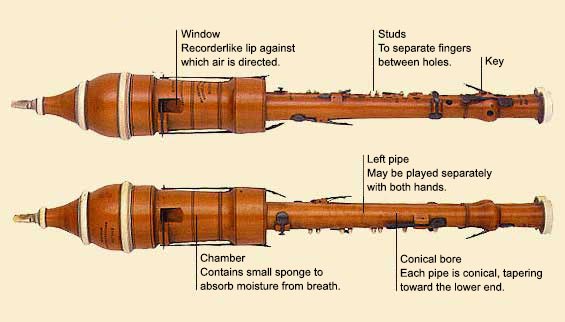 Window
Recorderlike lip against
which air is directed.
Studs
To separate fingers
between holes.
Key
Left pipe
May be played separately
with both hands.
Chamber
Contains small sponge to
absorb moisture from breath.
Conical bore
Each pipe is conical, tapering
toward the lower end.